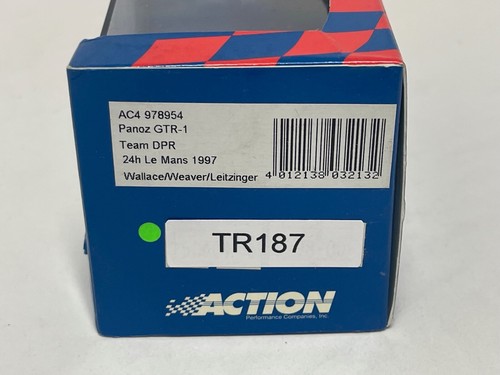 AC4 978954
Panoz GTR-1
Team DPR
24h Le Mans 1997
Wallace/Weaver/Leitzinger
4 012138 032132
TR187
ACTION
Performance Companies, Inc.